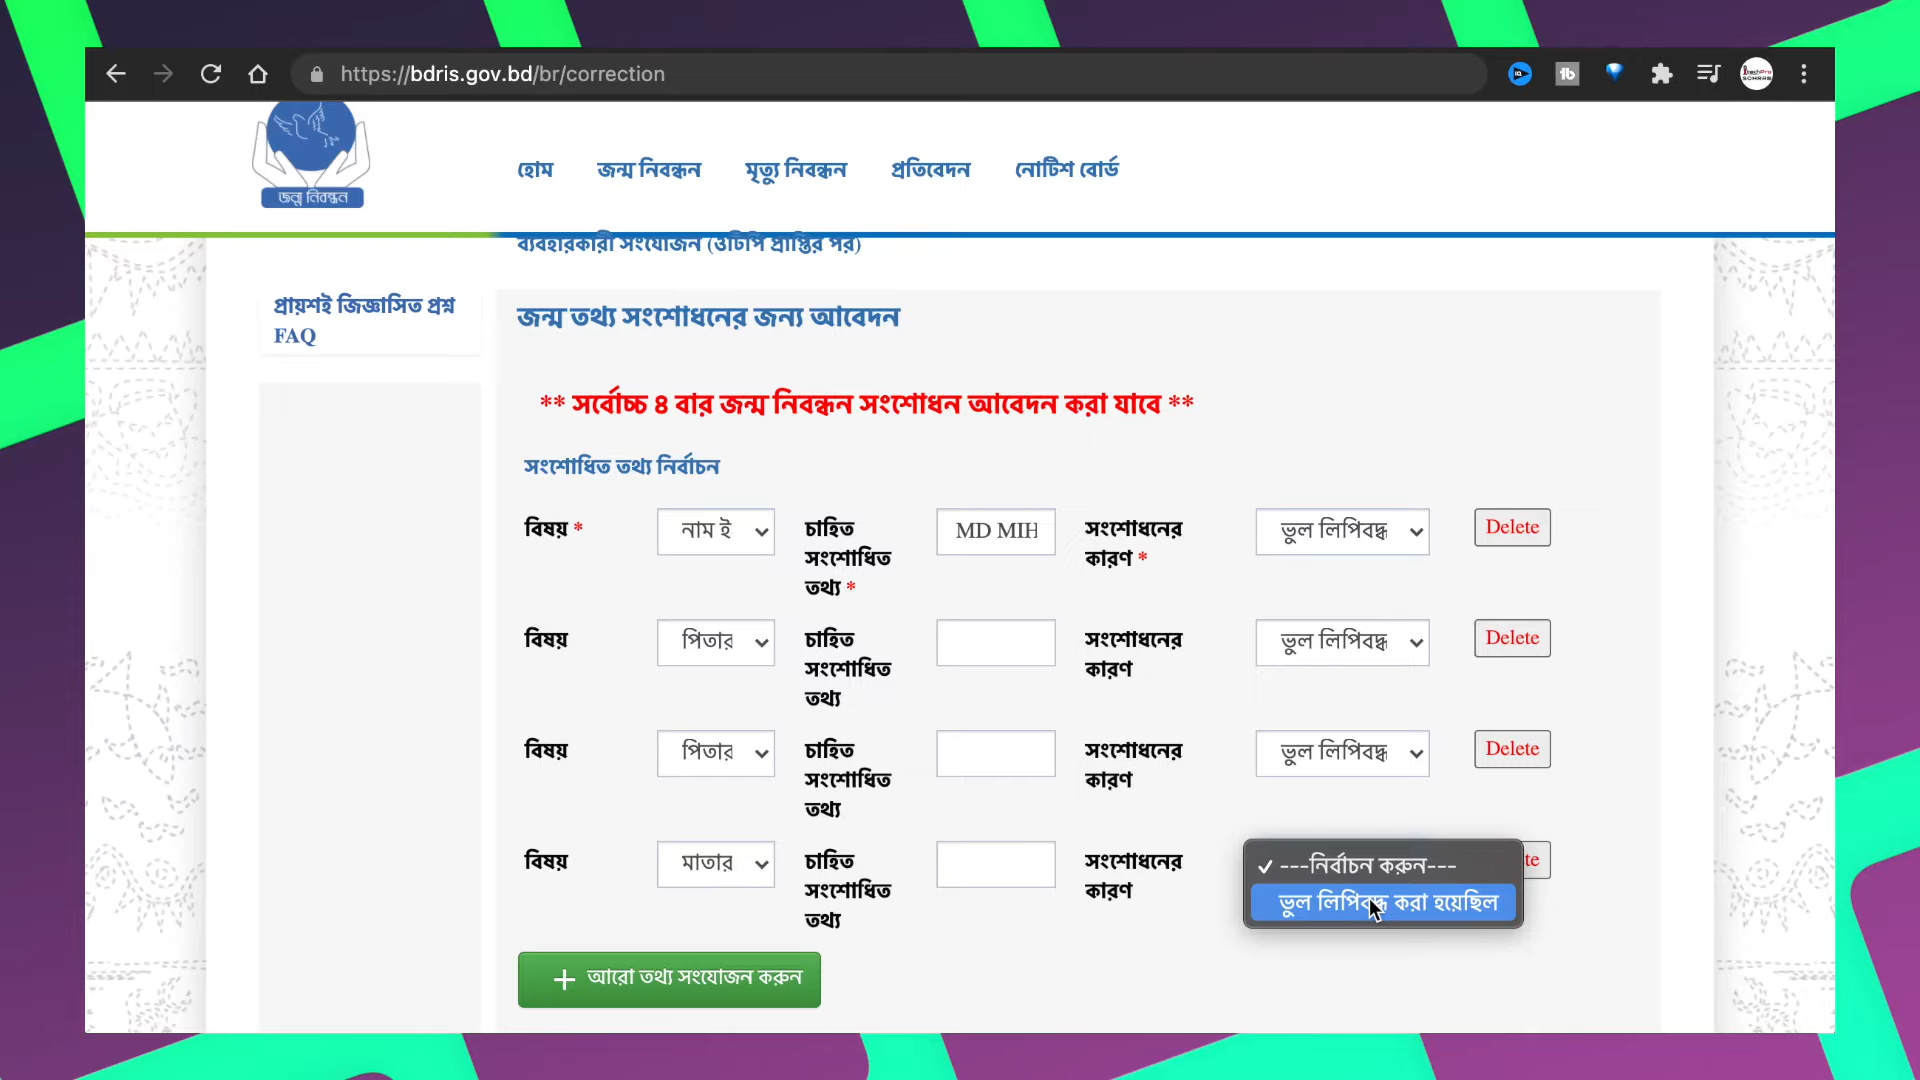 https://bdris.gov.bd/br/correction
জন্ম নিবন্ধন
হোম জন্ম নিবন্ধন মৃত্যু নিবন্ধন প্রতিবেদন নোটিশ বোর্ড
ব্যবহারকারী সংযোজন (ওটিপি প্রাপ্তির পর)
প্রায়শই জিজ্ঞাসিত প্রশ্ন
FAQ
জন্ম তথ্য সংশোধনের জন্য আবেদন
** সর্বোচ্চ ৪ বার জন্ম নিবন্ধন সংশোধন আবেদন করা যাবে **
সংশোধিত তথ্য নির্বাচন
বিষয় * নাম ই চাহিত সংশোধিত তথ্য * MD MIH সংশোধনের কারণ * ভুল লিপিবদ্ধ Delete
বিষয় পিতার চাহিত সংশোধিত তথ্য সংশোধনের কারণ ভুল লিপিবদ্ধ Delete
বিষয় পিতার চাহিত সংশোধিত তথ্য সংশোধনের কারণ ভুল লিপিবদ্ধ Delete
বিষয় মাতার চাহিত সংশোধিত তথ্য সংশোধনের কারণ ---নির্বাচন করুন--- te
ভুল লিপিবদ্ধ করা হয়েছিল
আরো তথ্য সংযোজন করুন